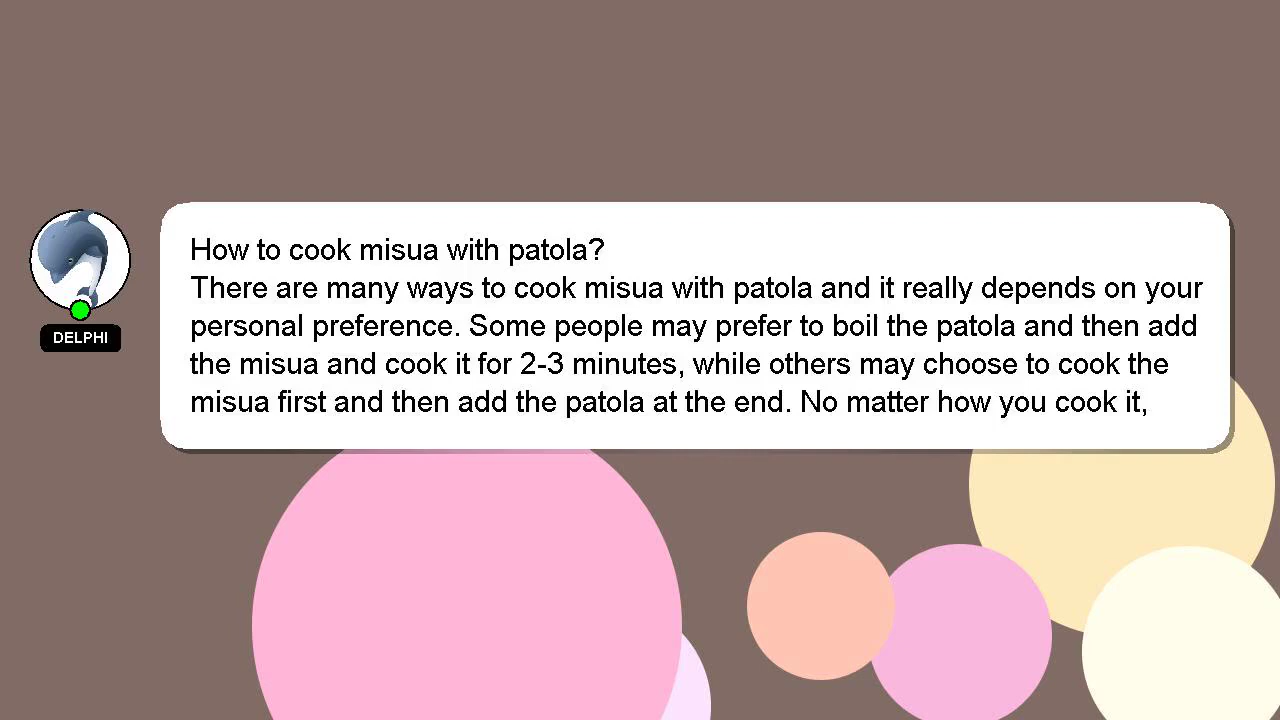 How to cook misua with patola?
There are many ways to cook misua with patola and it really depends on your
personal preference. Some people may prefer to boil the patola and then add
the misua and cook it for 2-3 minutes, while others may choose to cook the
misua first and then add the patola at the end. No matter how you cook it,
DELPHI